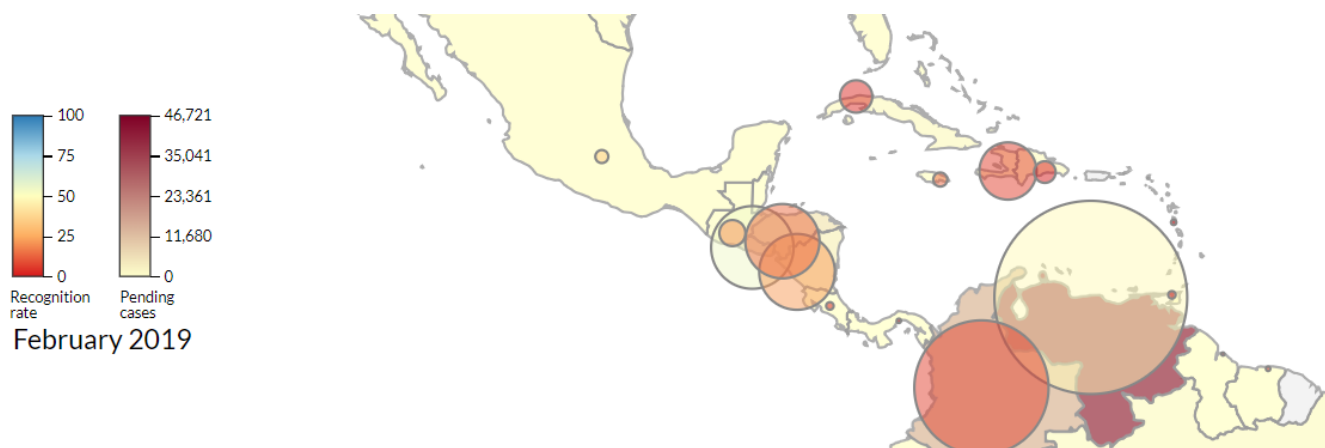 100 46,721
75 35,041
50 23,361
25 11,680
0 0
Recognition Pending
rate cases
February 2019